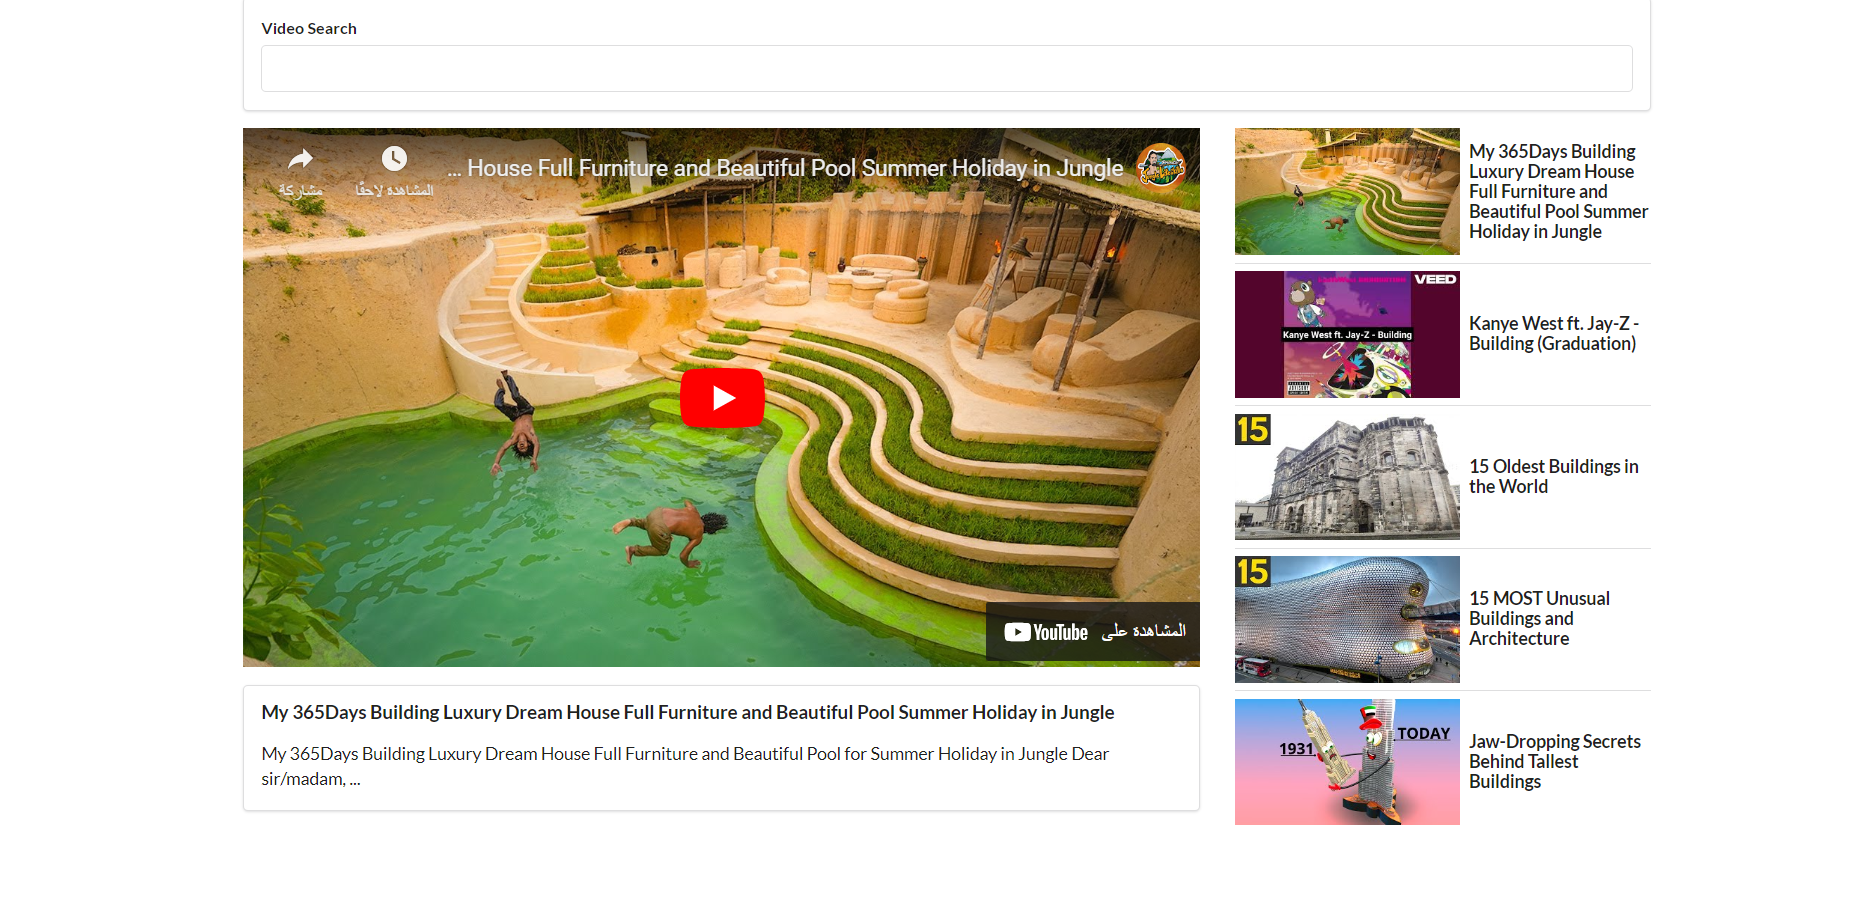 Video Search
مشاركة
المشاهدة لاحقًا
... House Full Furniture and Beautiful Pool Summer Holiday in Jungle
YouTube المشاهدة على
My 365Days Building Luxury Dream House Full Furniture and Beautiful Pool Summer Holiday in Jungle
My 365Days Building Luxury Dream House Full Furniture and Beautiful Pool for Summer Holiday in Jungle Dear
sir/madam, ...
My 365Days Building
Luxury Dream House
Full Furniture and
Beautiful Pool Summer
Holiday in Jungle
VEED
Kanye West ft. Jay-Z - Building
Kanye West ft. Jay-Z -
Building (Graduation)
15
15 Oldest Buildings in
the World
15
15 MOST Unusual
Buildings and
Architecture
1931
TODAY
Jaw-Dropping Secrets
Behind Tallest
Buildings